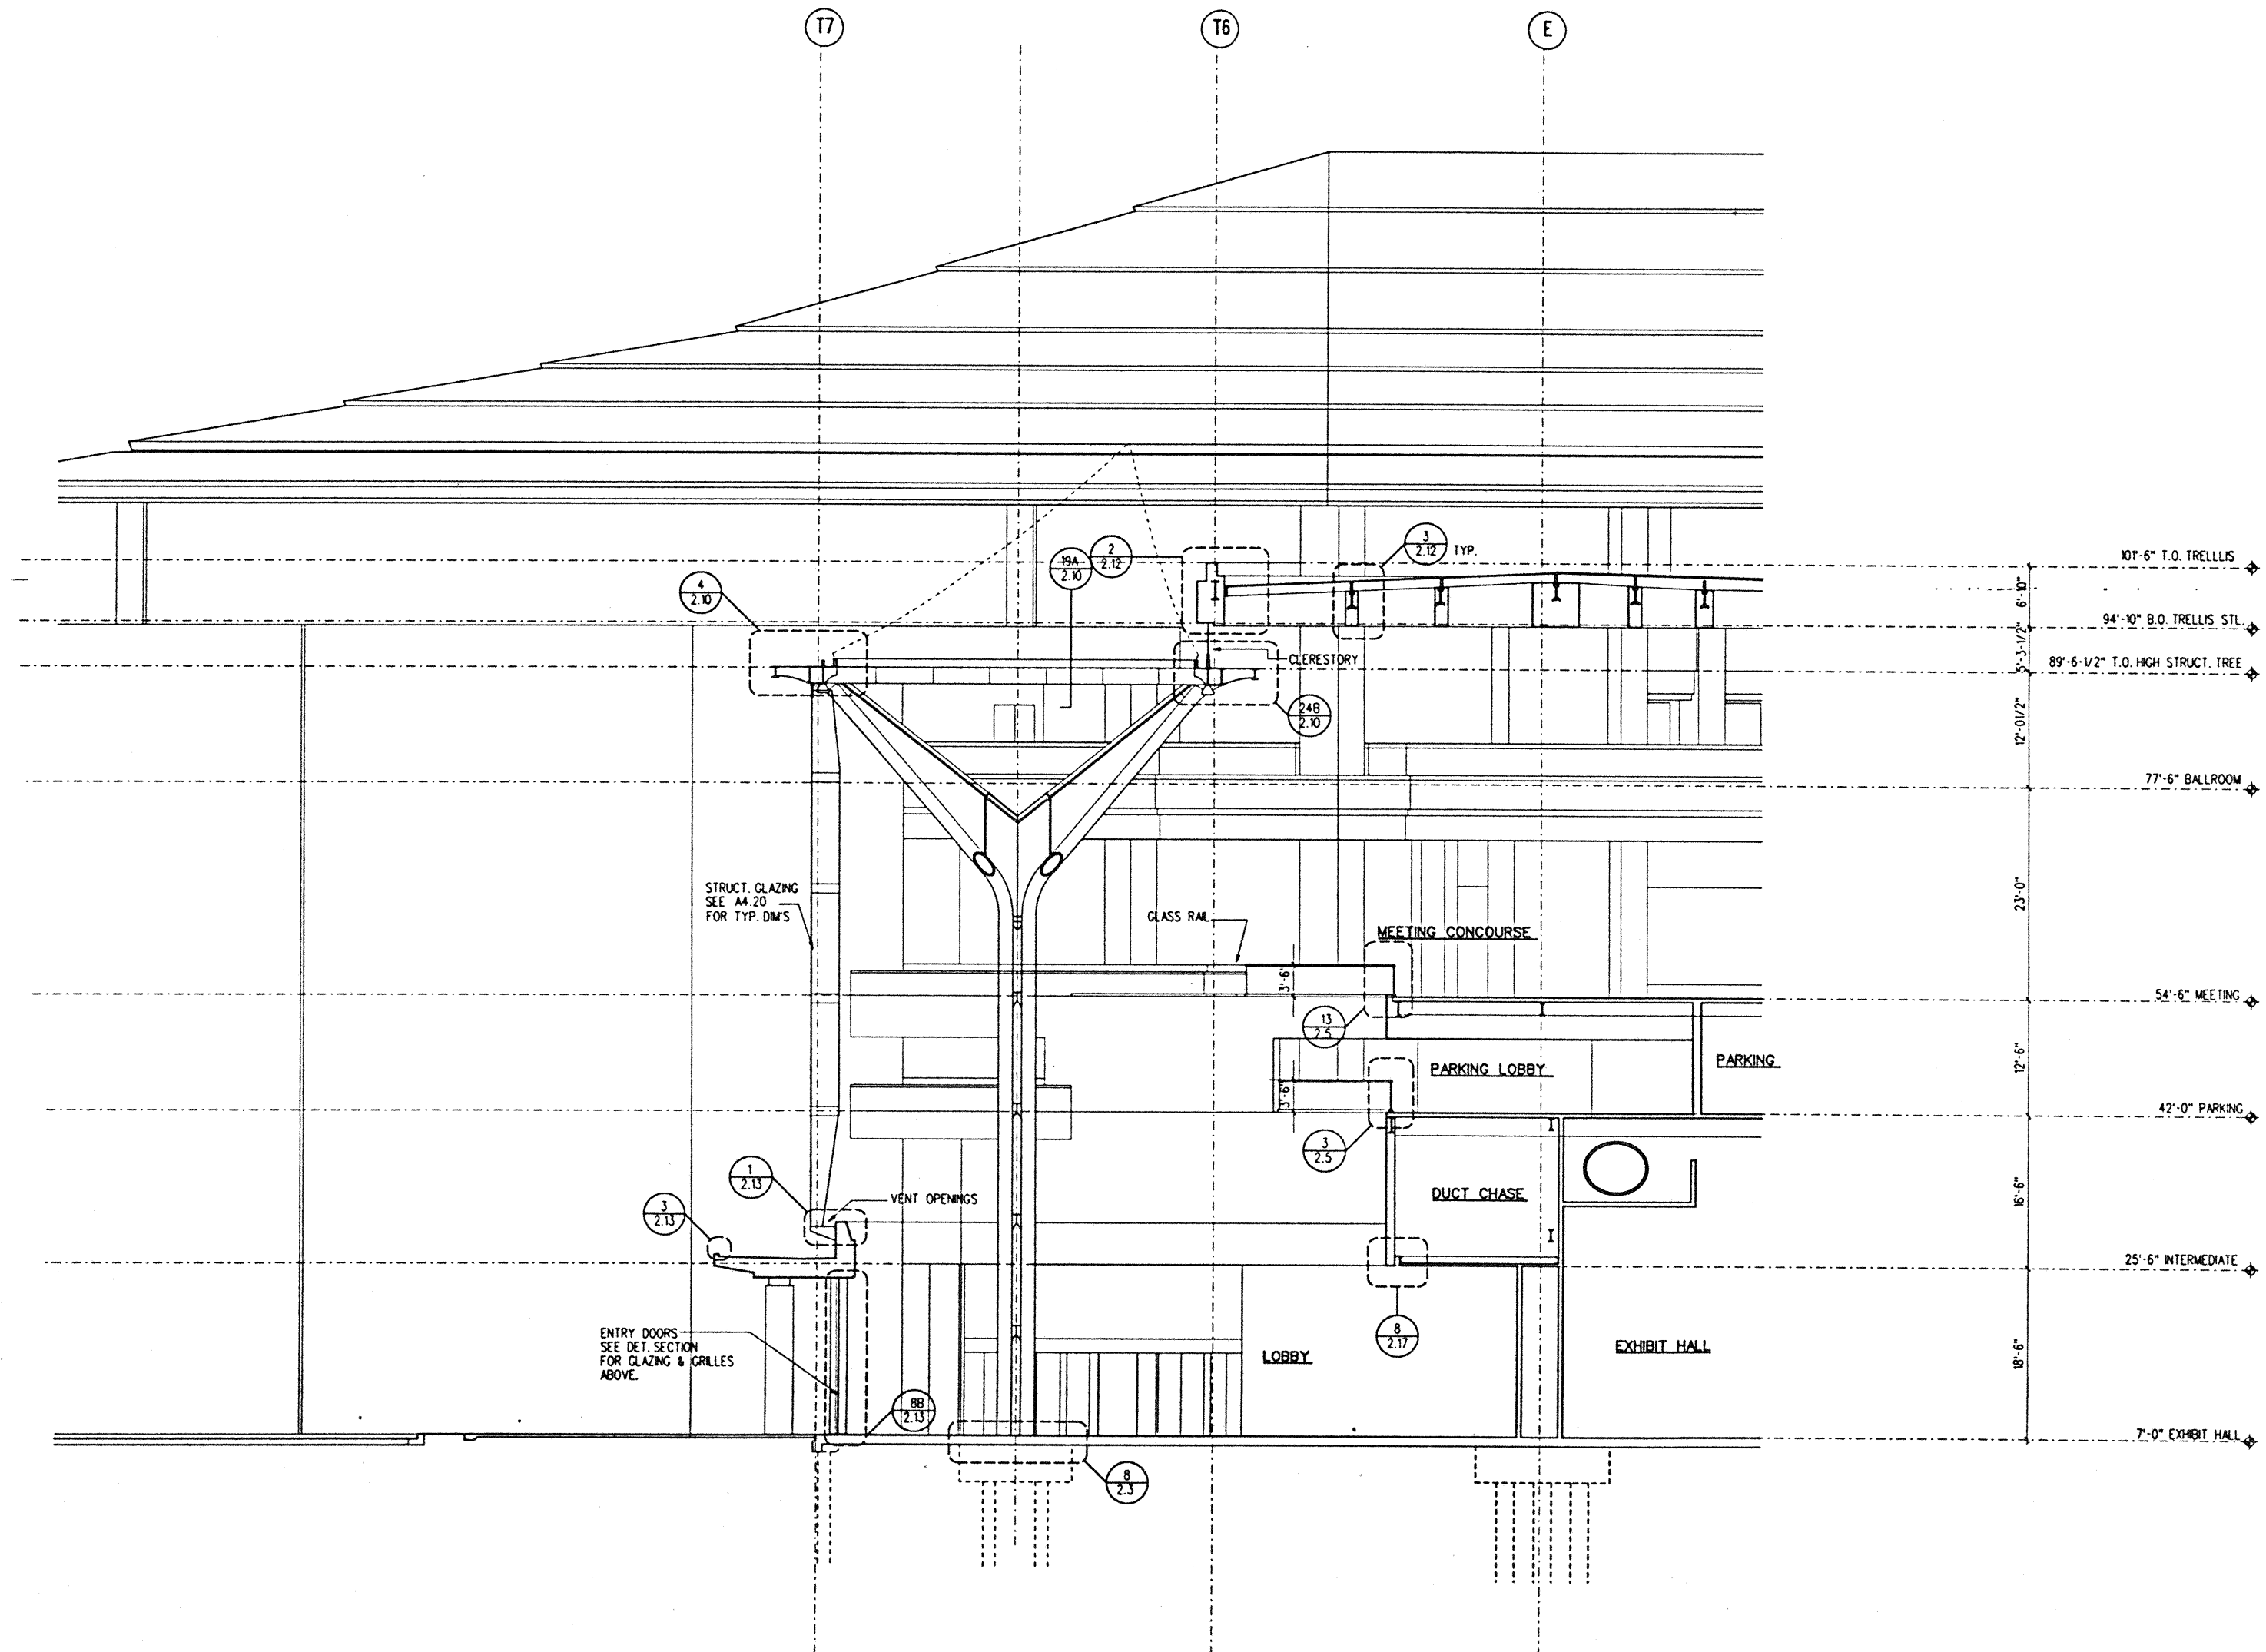 T7
T6
E
3
2.12
TYP.
2
2.12
19A
2.10
101'-6" T.O. TRELLLIS
4
2.10
6'-10"
94'-10" B.O. TRELLIS STL.
CLERESTORY
5'-3-1/2"
89'-6-1/2" T.O. HIGH STRUCT. TREE
24B
2.10
12'-01/2"
77'-6" BALLROOM
STRUCT. GLAZING
SEE A4.20
FOR TYP. DIM'S
23'-0"
GLASS RAIL
MEETING CONCOURSE
3'-6"
54'-6" MEETING
13
2.5
PARKING LOBBY
PARKING
12'-6"
3'-6"
42'-0" PARKING
3
2.5
1
2.13
VENT OPENINGS
DUCT CHASE
16'-6"
3
2.13
25'-6" INTERMEDIATE
ENTRY DOORS
SEE DET. SECTION
FOR GLAZING & GRILLES
ABOVE.
8
2.17
LOBBY
EXHIBIT HALL
18'-6"
8B
2.13
7'-0" EXHIBIT HALL
8
2.3